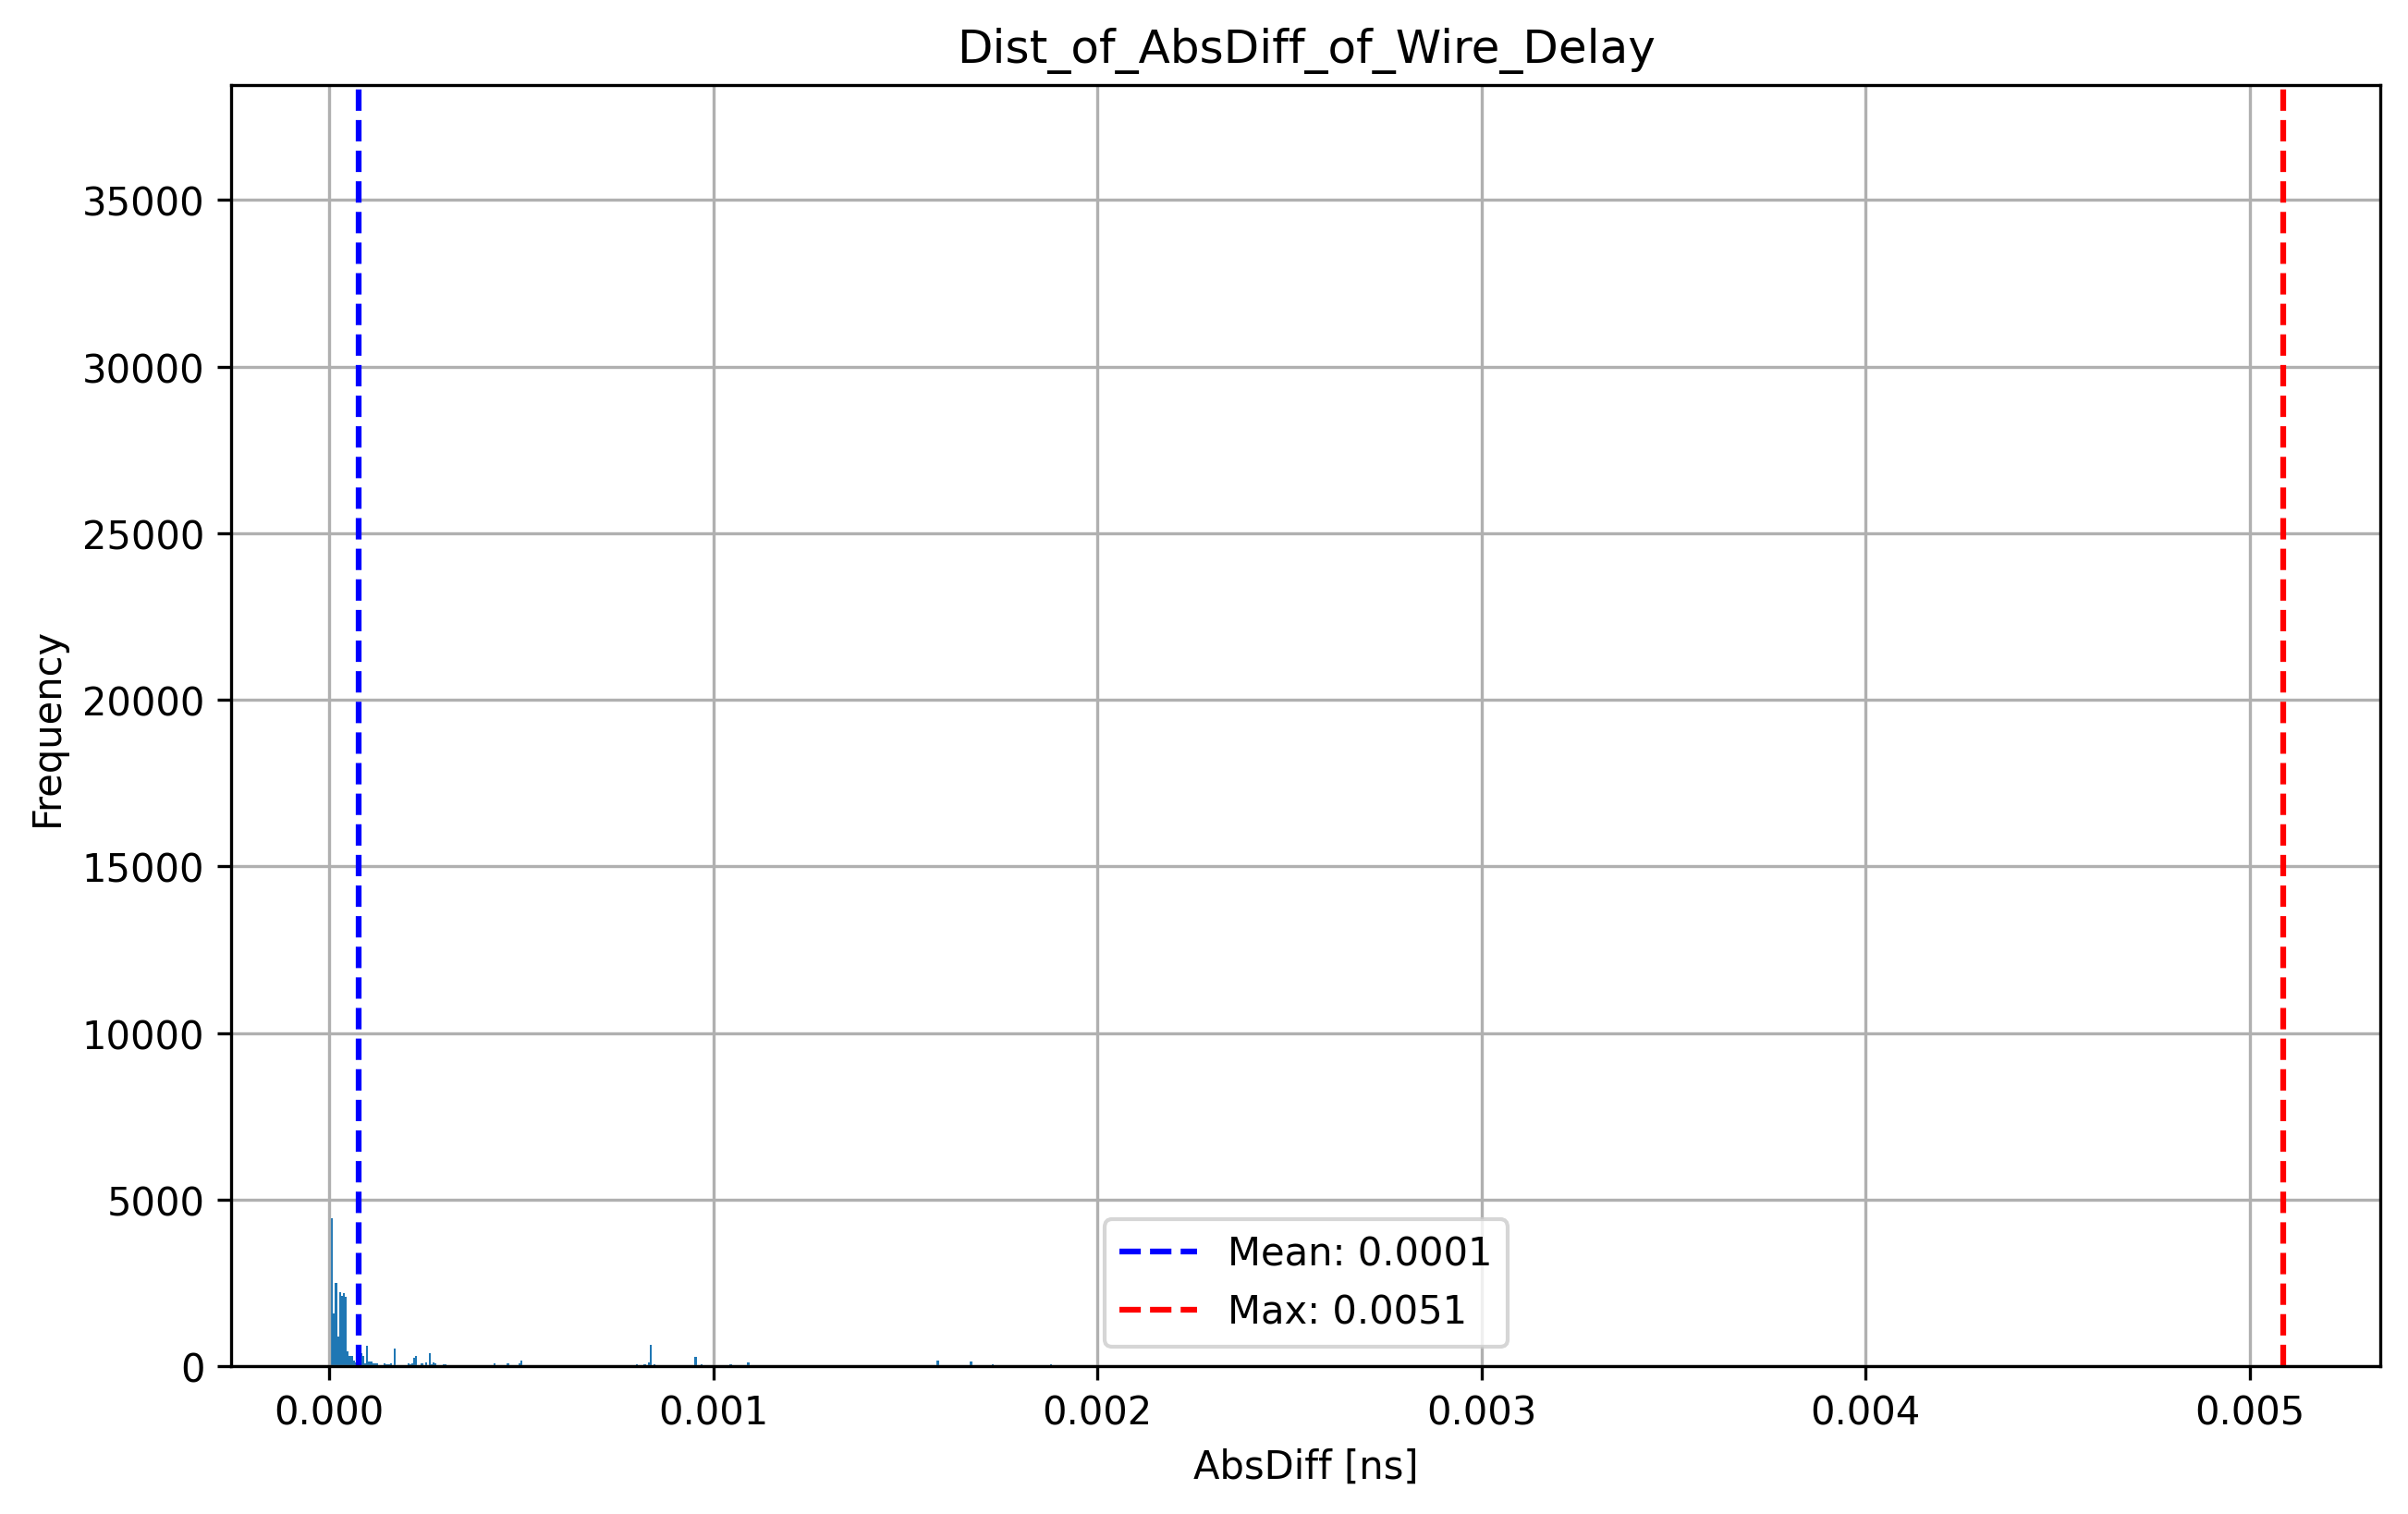 Dist_of_AbsDiff_of_Wire_Delay
Frequency
35000
30000
25000
20000
15000
10000
5000
0
Mean: 0.0001
Max: 0.0051
0.000 0.001 0.002 0.003 0.004 0.005
AbsDiff [ns]